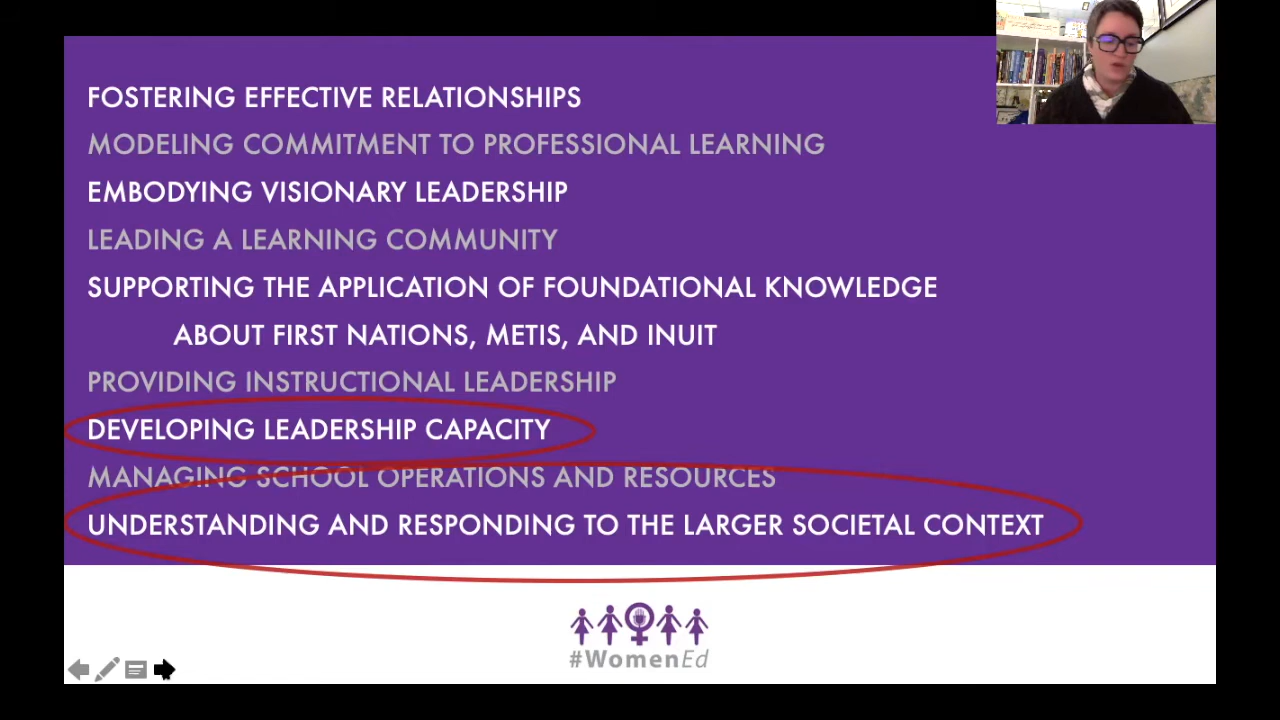 FOSTERING EFFECTIVE RELATIONSHIPS
MODELING COMMITMENT TO PROFESSIONAL LEARNING
EMBODYING VISIONARY LEADERSHIP
LEADING A LEARNING COMMUNITY
SUPPORTING THE APPLICATION OF FOUNDATIONAL KNOWLEDGE
ABOUT FIRST NATIONS, METIS, AND INUIT
PROVIDING INSTRUCTIONAL LEADERSHIP
DEVELOPING LEADERSHIP CAPACITY
MANAGING SCHOOL OPERATIONS AND RESOURCES
UNDERSTANDING AND RESPONDING TO THE LARGER SOCIETAL CONTEXT
#WomenEd